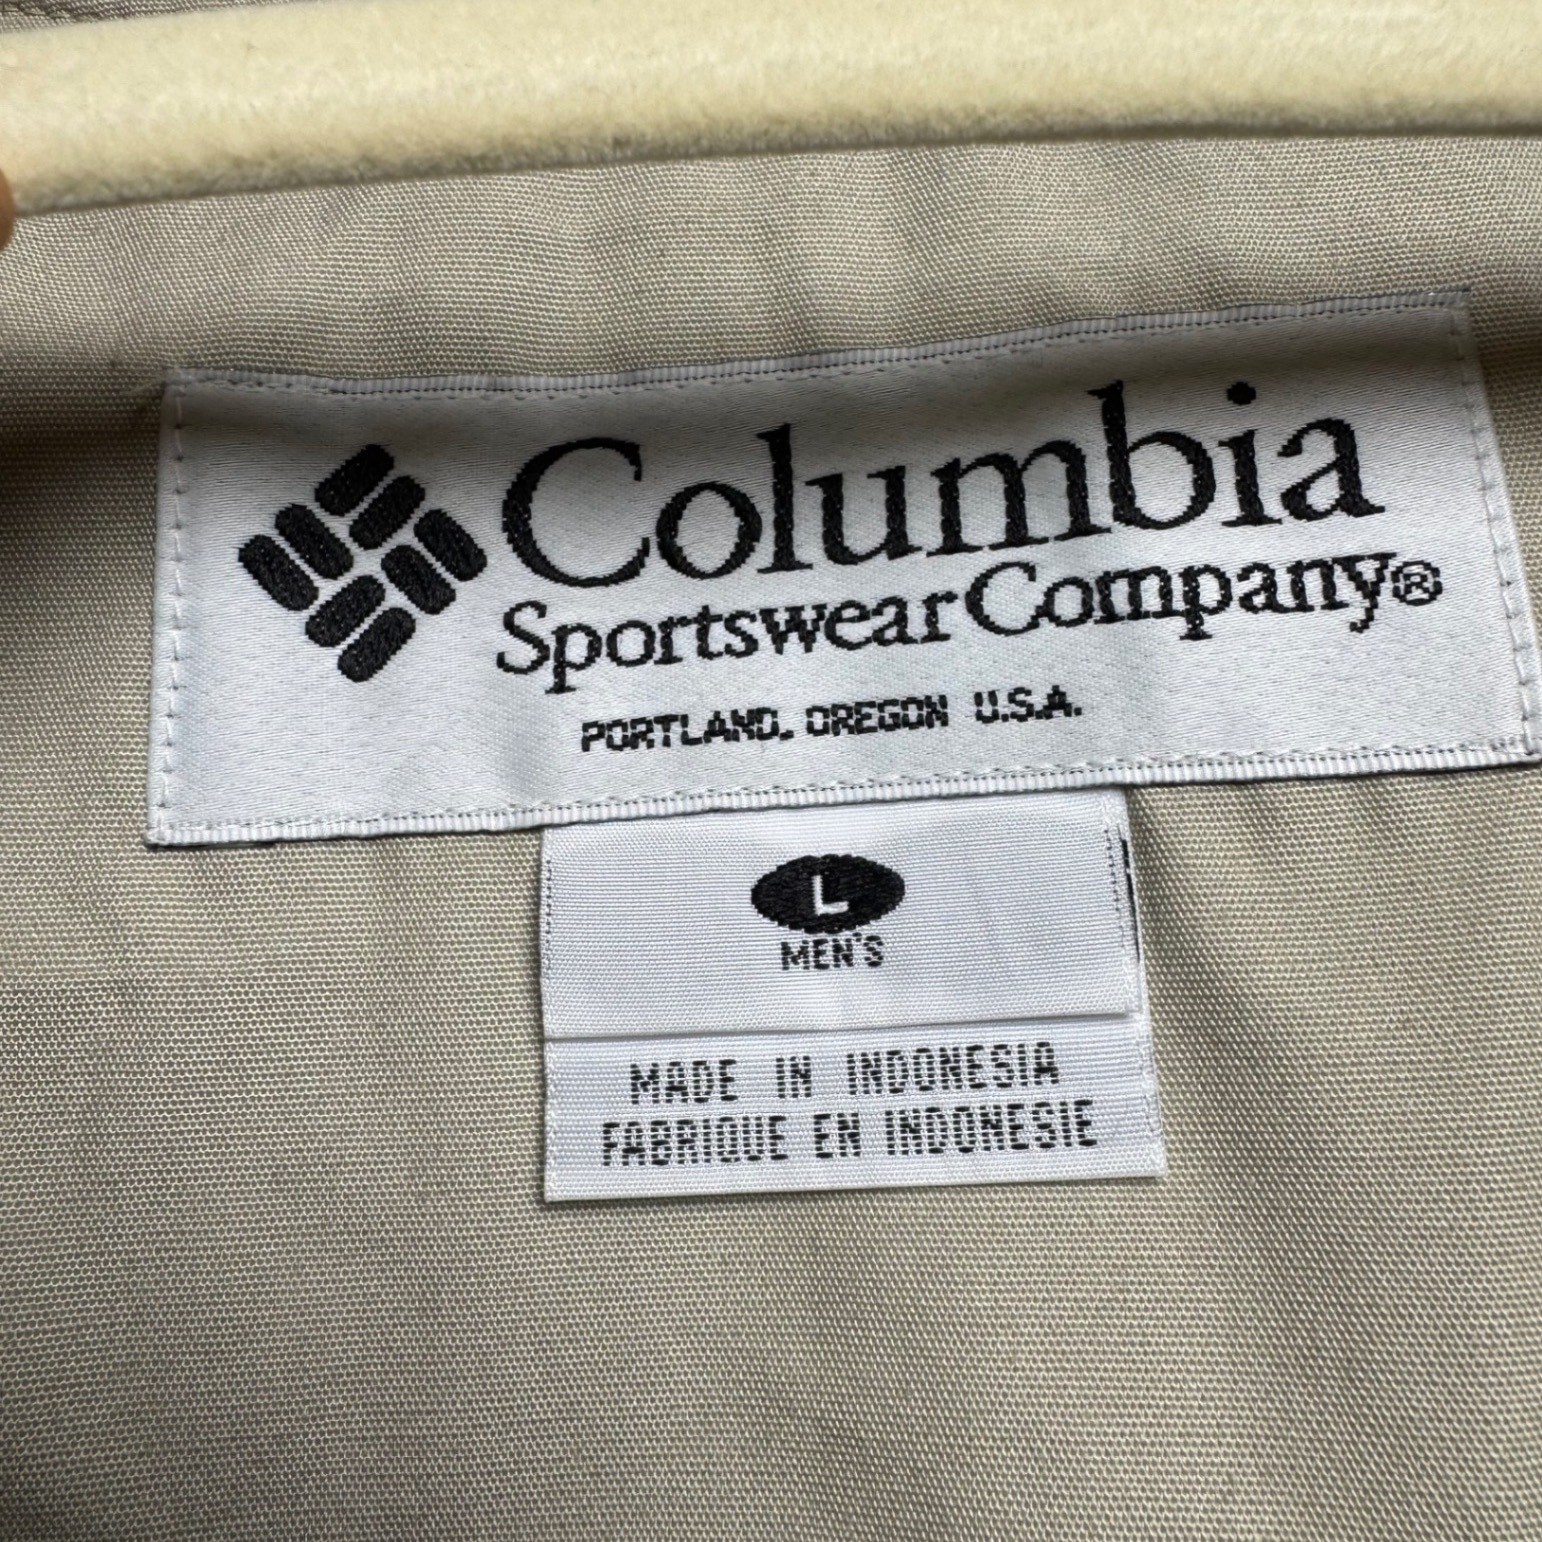 Columbia
Sportswear Company®
PORTLAND, OREGON U.S.A.
L
MEN'S
MADE IN INDONESIA
FABRIQUE EN INDONESIE